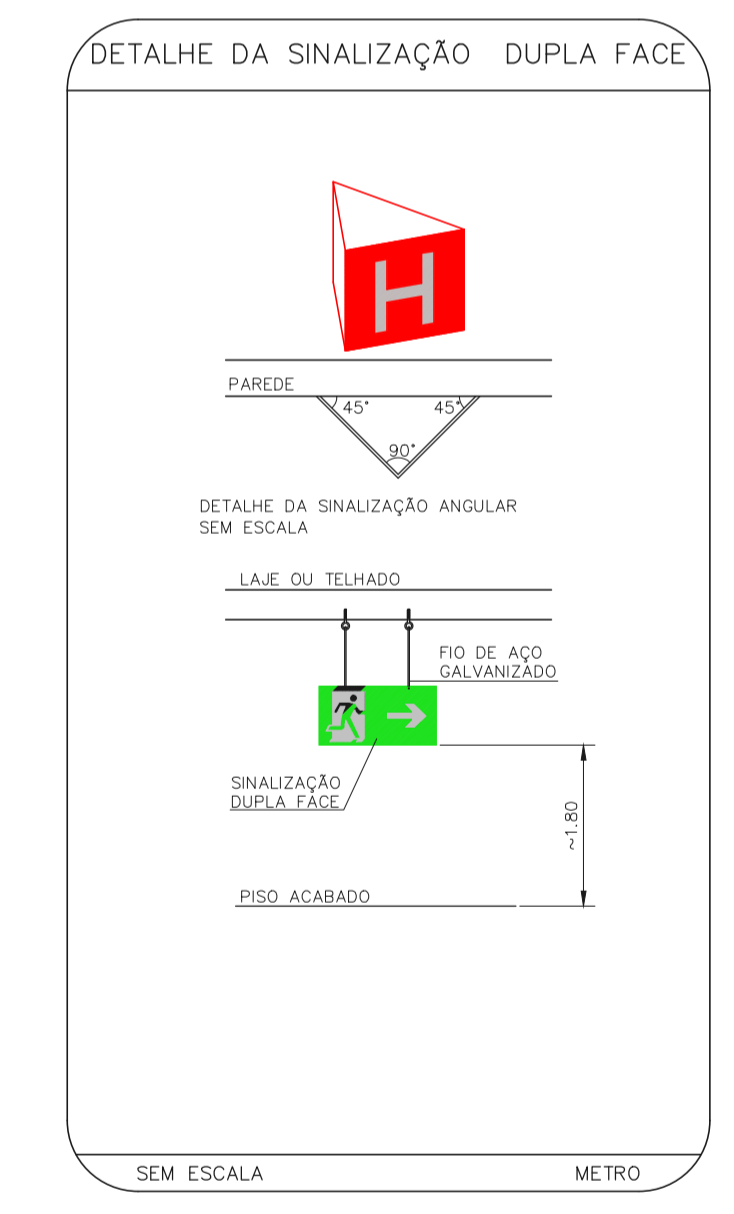 DETALHE DA SINALIZAÇÃO DUPLA FACE
H
PAREDE
45°
45°
90°
DETALHE DA SINALIZAÇÃO ANGULAR
SEM ESCALA
LAJE OU TELHADO
FIO DE AÇO
GALVANIZADO
SINALIZAÇÃO
DUPLA FACE
~1.80
PISO ACABADO
SEM ESCALA
METRO